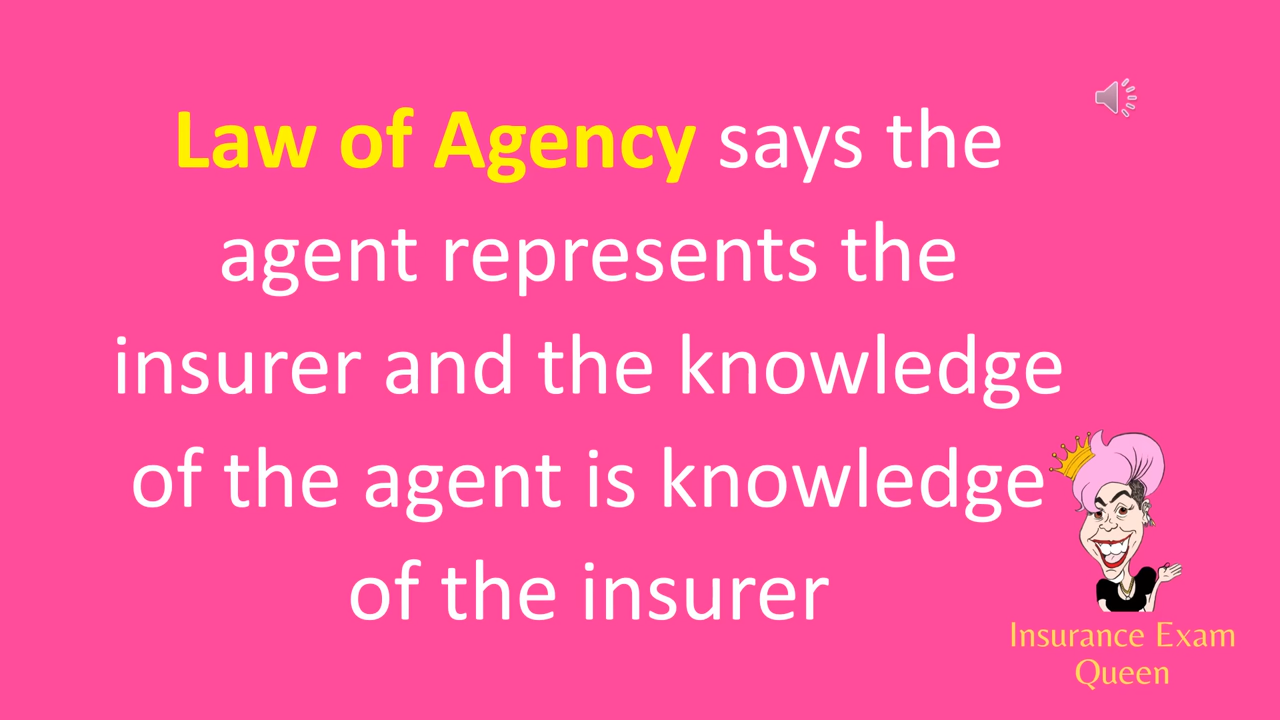 Law of Agency says the
agent represents the
insurer and the knowledge
of the agent is knowledge
of the insurer
Insurance Exam
Queen